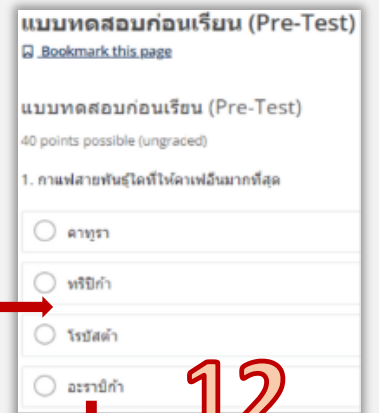 แบบทดสอบก่อนเรียน (Pre-Test)
Bookmark this page
แบบทดสอบก่อนเรียน (Pre-Test)
40 points possible (ungraded)
1. กาแฟสายพันธุ์ใดที่ให้คาเฟอีนมากที่สุด
คาทูรา
ทริปิก้า
โรบัสต้า
อะราบิก้า
12